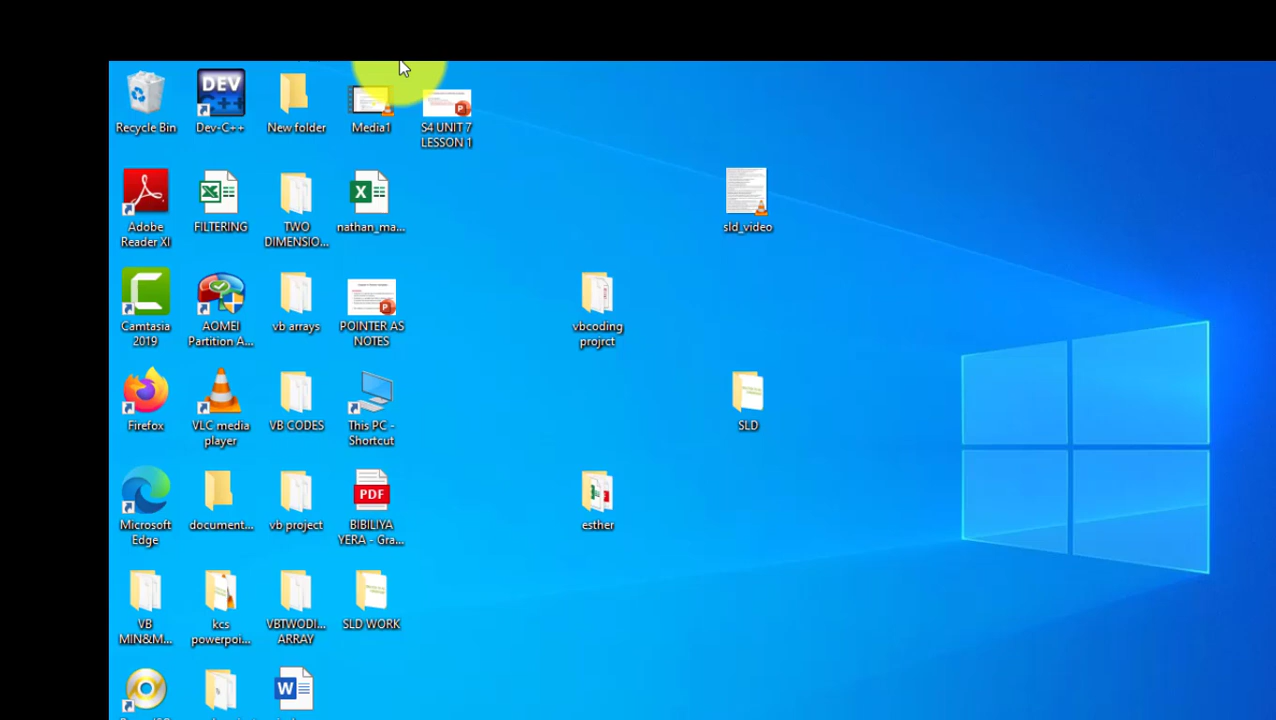 DEV
C++
Recycle Bin
Dev-C++
New folder
Media1
S4 UNIT 7
LESSON 1
Adobe
Reader XI
FILTERING
TWO
DIMENSIO...
nathan_ma...
sld_video
Camtasia
2019
AOMEI
Partition A...
vb arrays
POINTER AS
NOTES
vbcoding
projrct
Firefox
VLC media
player
VB CODES
This PC -
Shortcut
SLD
Microsoft
Edge
document...
vb project
PDF
BIBILIYA
YERA - Gra...
esther
VB
MIN&M...
kcs
powerpoi...
VBTWODI...
ARRAY
SLD WORK